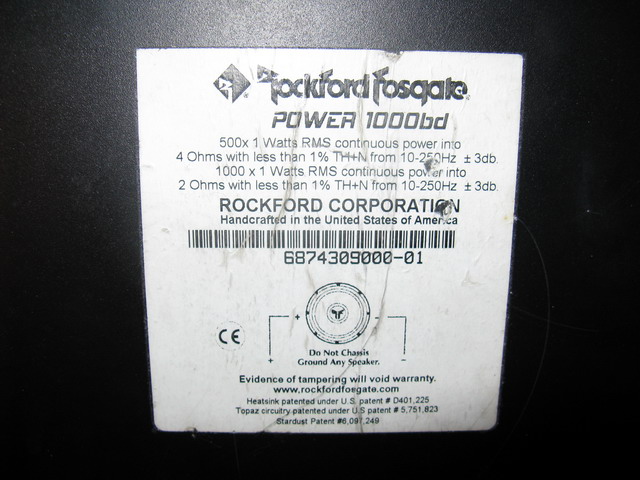 Rockford Fosgate
POWER 1000bd
500x 1 Watts RMS continuous power into
4 Ohms with less than 1% TH+N from 10-250Hz ± 3db.
1000 x 1 Watts RMS continuous power into
2 Ohms with less than 1% TH+N from 10-250Hz ± 3db.
ROCKFORD CORPORATION
Handcrafted in the United States of America
6874309000-01
+ -
CE
+ -
Do Not Chassis
Ground Any Speaker.
Evidence of tampering will void warranty.
www.rockfordfosgate.com
Heatsink patented under U.S. patent # D401,225
Topaz circuitry patented under U.S patent # 5,751,823
Stardust Patent #6,097,249